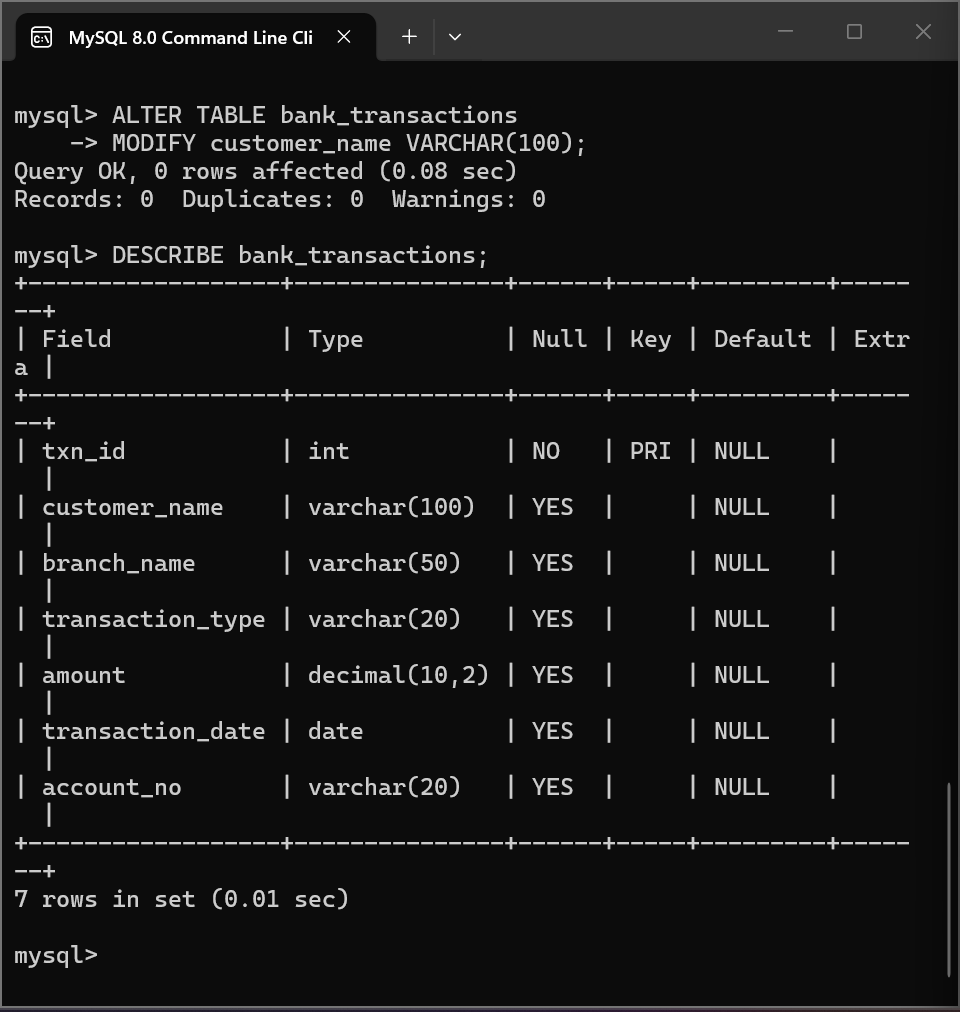 MySQL 8.0 Command Line Cli
mysql> ALTER TABLE bank_transactions
    -> MODIFY customer_name VARCHAR(100);
Query OK, 0 rows affected (0.08 sec)
Records: 0  Duplicates: 0  Warnings: 0

mysql> DESCRIBE bank_transactions;
+------------------+---------------+------+-----+---------+-----
--+
| Field            | Type          | Null | Key | Default | Extr
a |
+------------------+---------------+------+-----+---------+-----
--+
| txn_id           | int           | NO   | PRI | NULL    |
  |
| customer_name    | varchar(100)  | YES  |     | NULL    |
  |
| branch_name      | varchar(50)   | YES  |     | NULL    |
  |
| transaction_type | varchar(20)   | YES  |     | NULL    |
  |
| amount           | decimal(10,2) | YES  |     | NULL    |
  |
| transaction_date | date          | YES  |     | NULL    |
  |
| account_no       | varchar(20)   | YES  |     | NULL    |
  |
+------------------+---------------+------+-----+---------+-----
--+
7 rows in set (0.01 sec)

mysql>